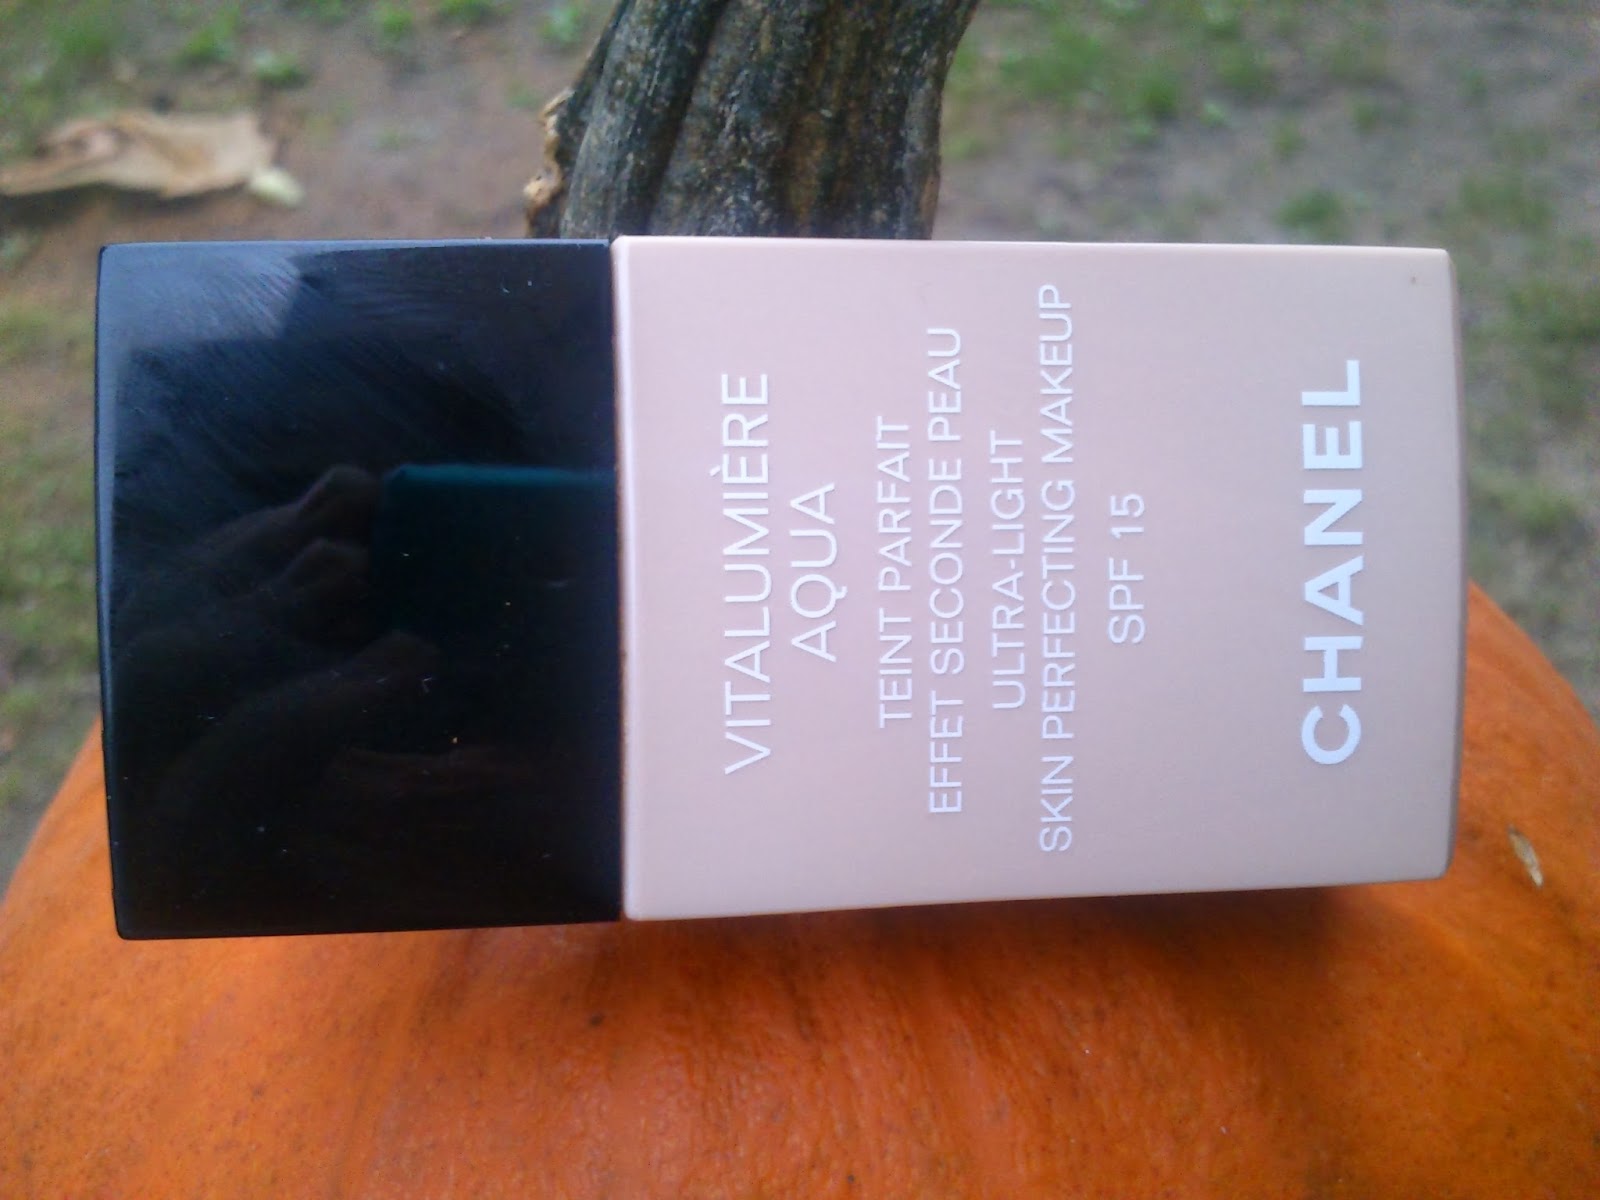 VITALUMIÈRE
AQUA
TEINT PARFAIT
EFFET SECONDE PEAU
ULTRA-LIGHT
SKIN PERFECTING MAKEUP
SPF 15
CHANEL